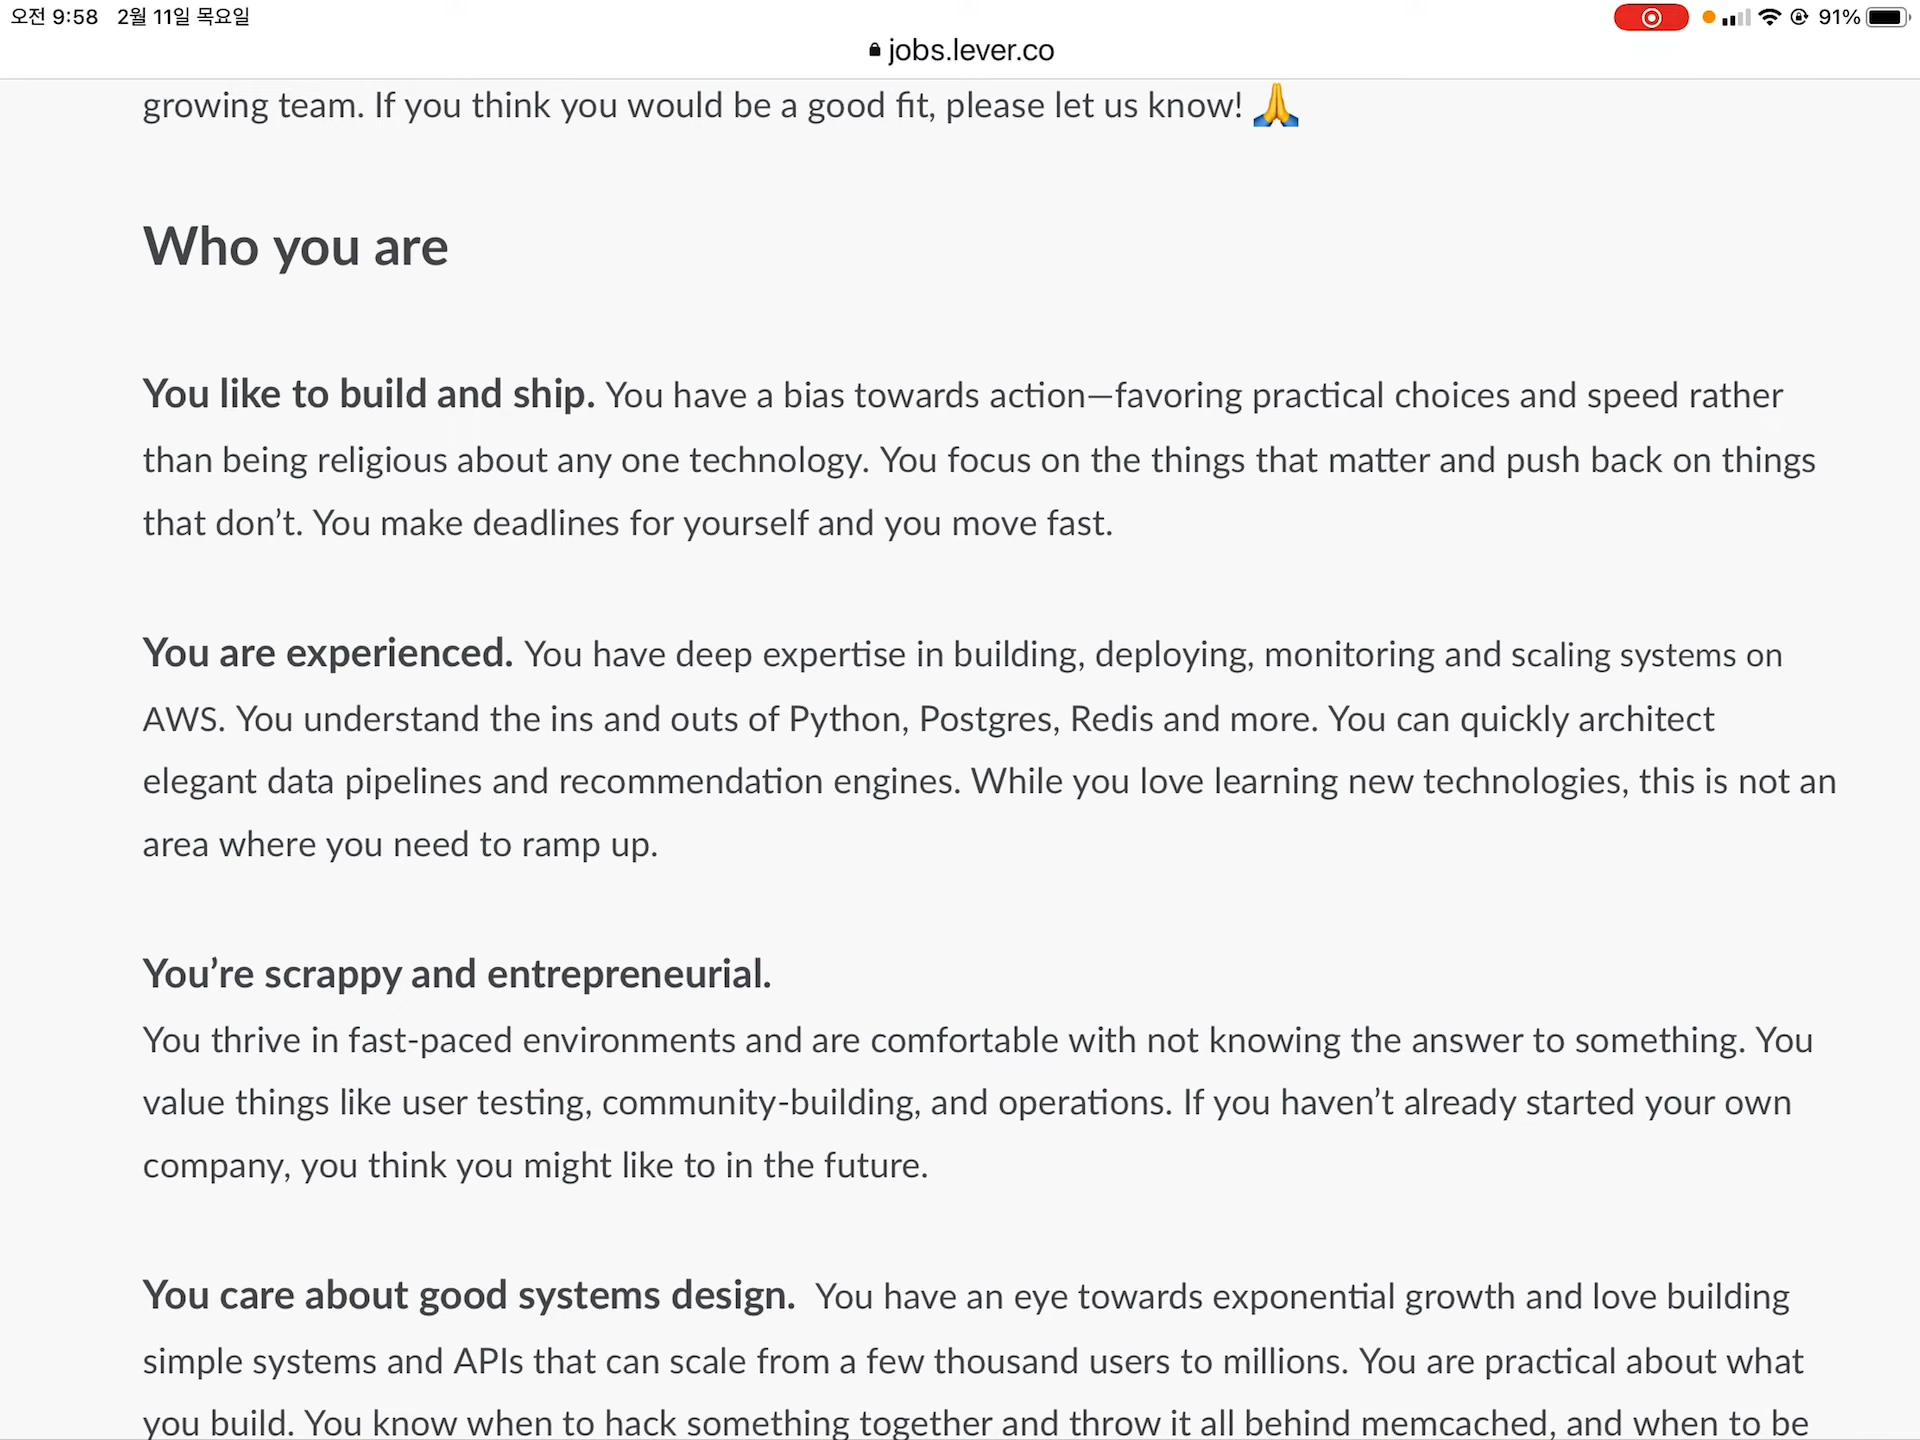 오전 9:58 2월 11일 목요일 91%
jobs.lever.co
growing team. If you think you would be a good fit, please let us know! 🙏
Who you are
You like to build and ship. You have a bias towards action—favoring practical choices and speed rather
than being religious about any one technology. You focus on the things that matter and push back on things
that don’t. You make deadlines for yourself and you move fast.
You are experienced. You have deep expertise in building, deploying, monitoring and scaling systems on
AWS. You understand the ins and outs of Python, Postgres, Redis and more. You can quickly architect
elegant data pipelines and recommendation engines. While you love learning new technologies, this is not an
area where you need to ramp up.
You’re scrappy and entrepreneurial.
You thrive in fast-paced environments and are comfortable with not knowing the answer to something. You
value things like user testing, community-building, and operations. If you haven’t already started your own
company, you think you might like to in the future.
You care about good systems design. You have an eye towards exponential growth and love building
simple systems and APIs that can scale from a few thousand users to millions. You are practical about what
you build. You know when to hack something together and throw it all behind memcached, and when to be